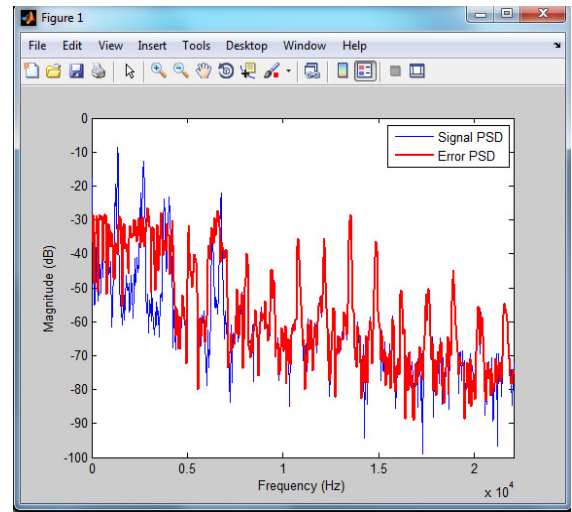 Figure 1
File Edit View Insert Tools Desktop Window Help
0
-10
-20
-30
-40
-50
-60
-70
-80
-90
-100
Magnitude (dB)
Signal PSD
Error PSD
0 0.5 1 1.5 2
Frequency (Hz)
x 10^4